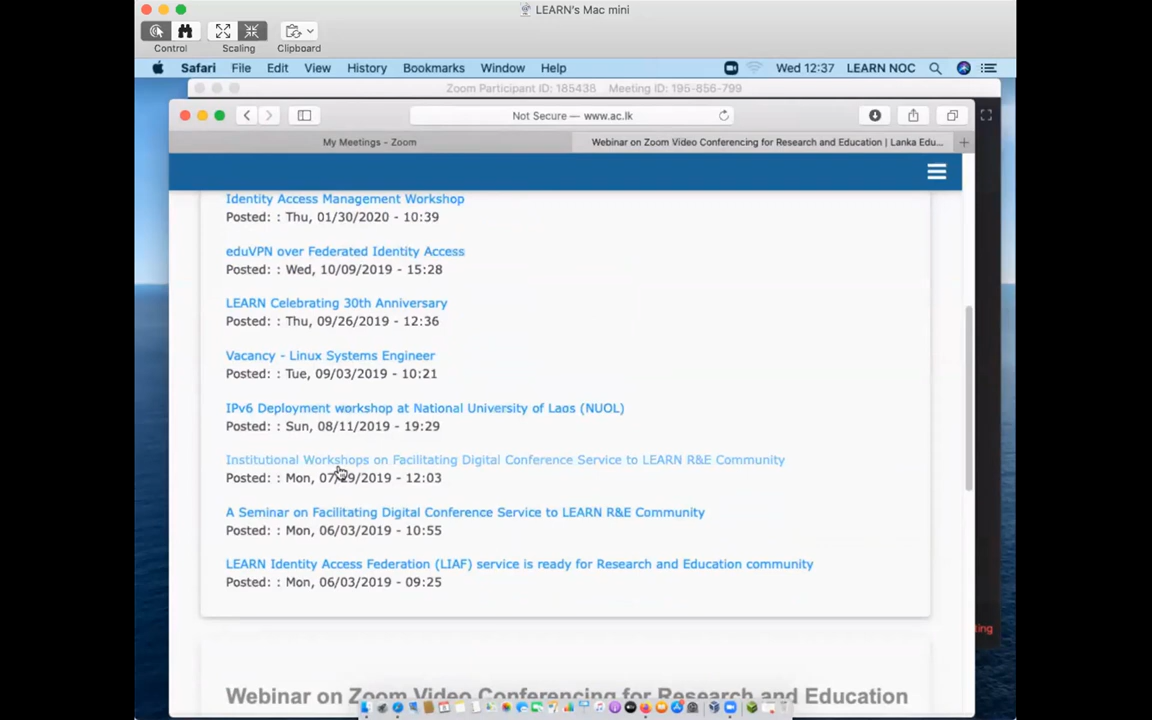 LEARN's Mac mini
Control Scaling Clipboard
Safari File Edit View History Bookmarks Window Help Wed 12:37 LEARN NOC
Zoom Participant ID: 185438 Meeting ID: 195-856-799
Not Secure — www.ac.lk
My Meetings – Zoom
Webinar on Zoom Video Conferencing for Research and Education | Lanka Edu...
Identity Access Management Workshop
Posted: : Thu, 01/30/2020 - 10:39
eduVPN over Federated Identity Access
Posted: : Wed, 10/09/2019 - 15:28
LEARN Celebrating 30th Anniversary
Posted: : Thu, 09/26/2019 - 12:36
Vacancy - Linux Systems Engineer
Posted: : Tue, 09/03/2019 - 10:21
IPv6 Deployment workshop at National University of Laos (NUOL)
Posted: : Sun, 08/11/2019 - 19:29
Institutional Workshops on Facilitating Digital Conference Service to LEARN R&E Community
Posted: : Mon, 07/29/2019 - 12:03
A Seminar on Facilitating Digital Conference Service to LEARN R&E Community
Posted: : Mon, 06/03/2019 - 10:55
LEARN Identity Access Federation (LIAF) service is ready for Research and Education community
Posted: : Mon, 06/03/2019 - 09:25
Webinar on Zoom Video Conferencing for Research and Education